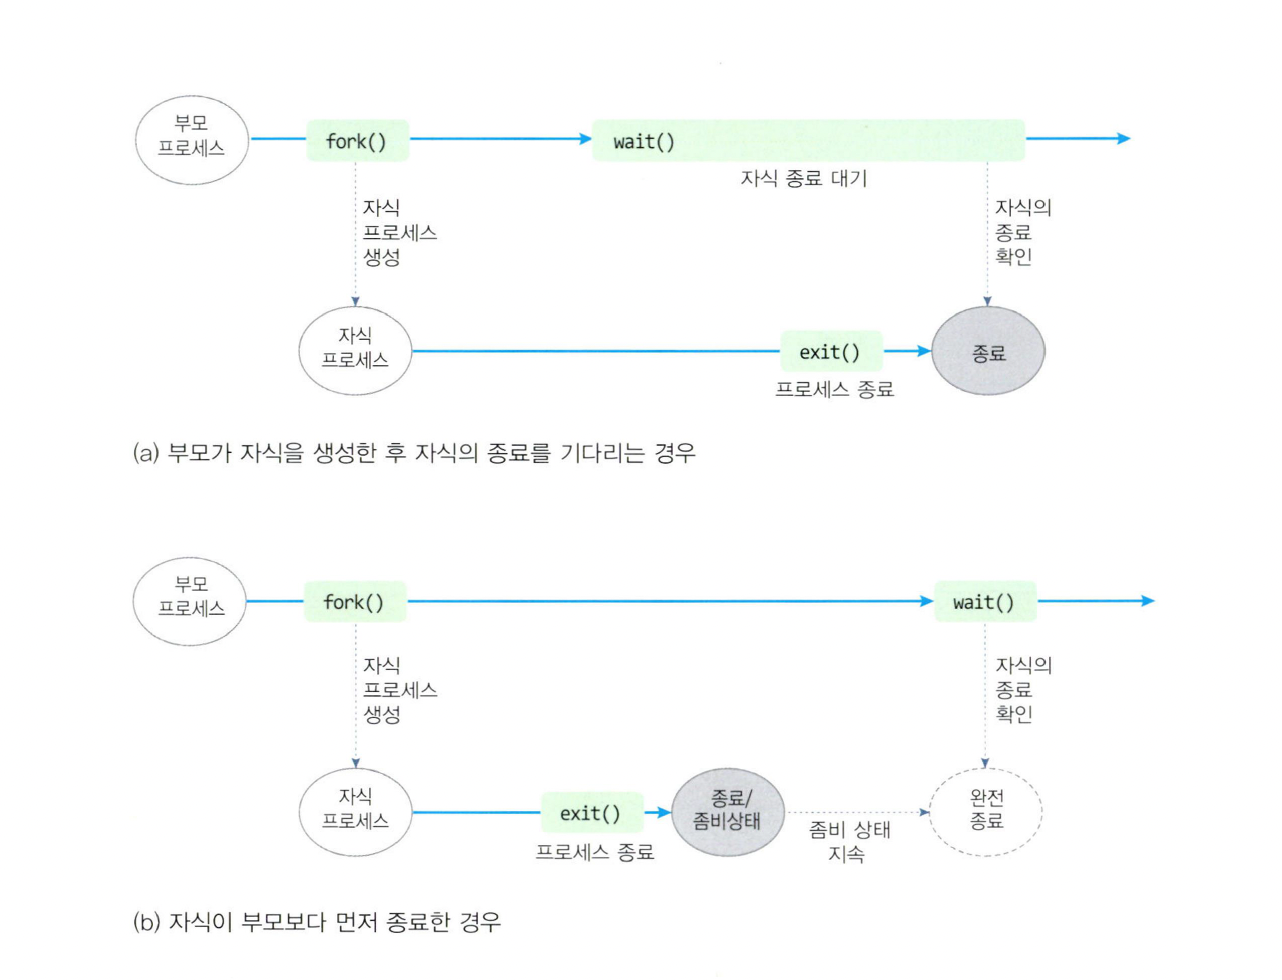 부모
프로세스
fork()
wait()
자식 종료 대기
자식
프로세스
생성
자식의
종료
확인
자식
프로세스
exit()
프로세스 종료
종료
(a) 부모가 자식을 생성한 후 자식의 종료를 기다리는 경우
부모
프로세스
fork()
wait()
자식
프로세스
생성
자식의
종료
확인
자식
프로세스
exit()
프로세스 종료
종료/
좀비상태
좀비 상태
지속
완전
종료
(b) 자식이 부모보다 먼저 종료한 경우